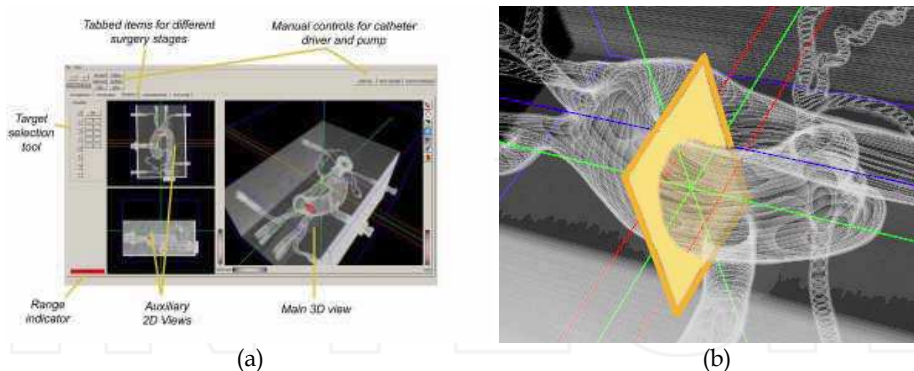 Tabbed items for different
surgery stages
Manual controls for catheter
driver and pump
Target
selection
tool
Range
indicator
Auxiliary
2D Views
Main 3D view
(a)
(b)